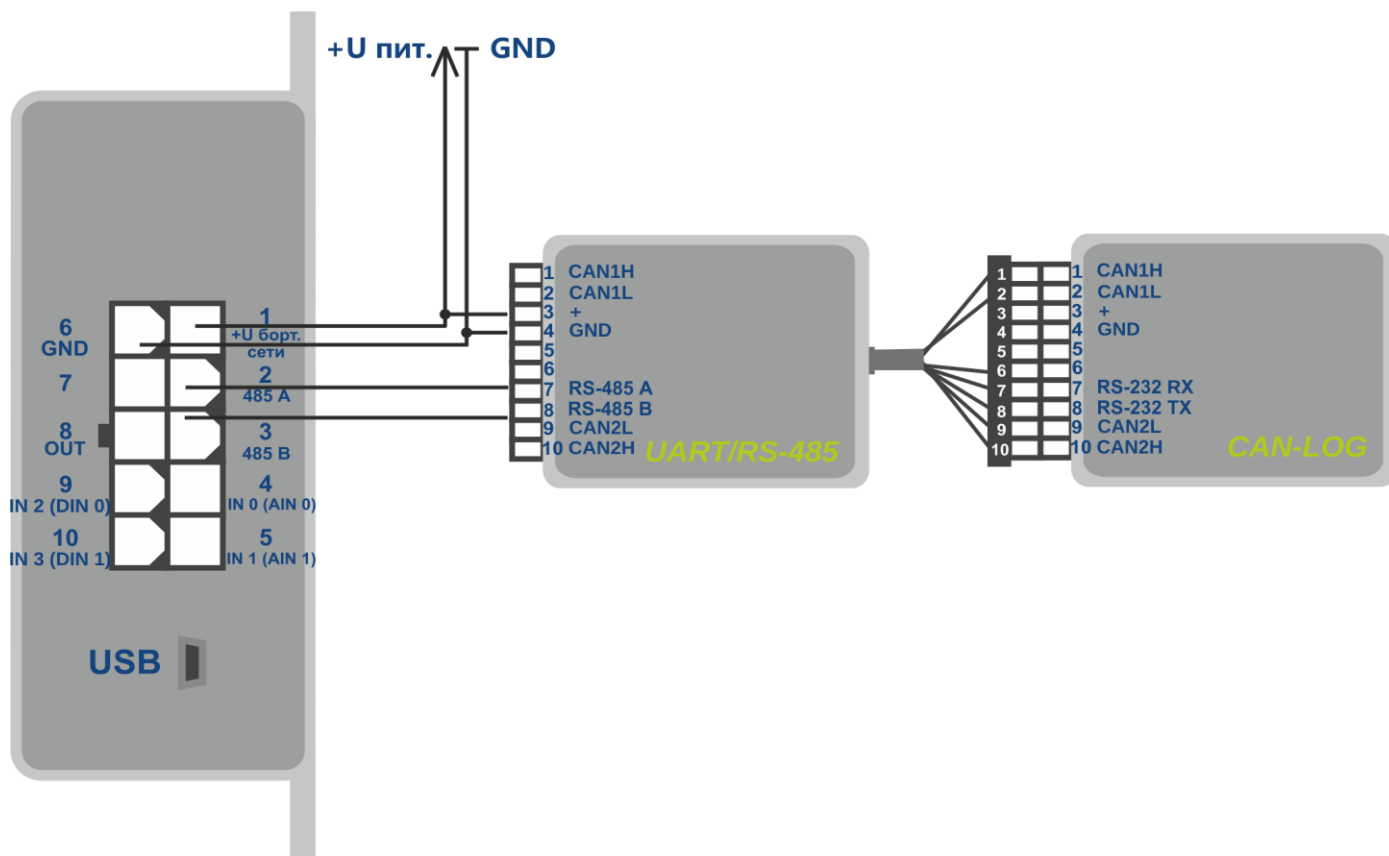 +U пит.
GND
6
GND
7
8
OUT
9
IN 2 (DIN 0)
10
IN 3 (DIN 1)
1
+U борт.
сети
2
485 A
3
485 B
4
IN 0 (AIN 0)
5
IN 1 (AIN 1)
USB
1 CAN1H
2 CAN1L
3 +
4 GND
5
6
7 RS-485 A
8 RS-485 B
9 CAN2L
10 CAN2H
UART/RS-485
1
2
3
4
5
6
7
8
9
10
1 CAN1H
2 CAN1L
3 +
4 GND
5
6
7 RS-232 RX
8 RS-232 TX
9 CAN2L
10 CAN2H
CAN-LOG